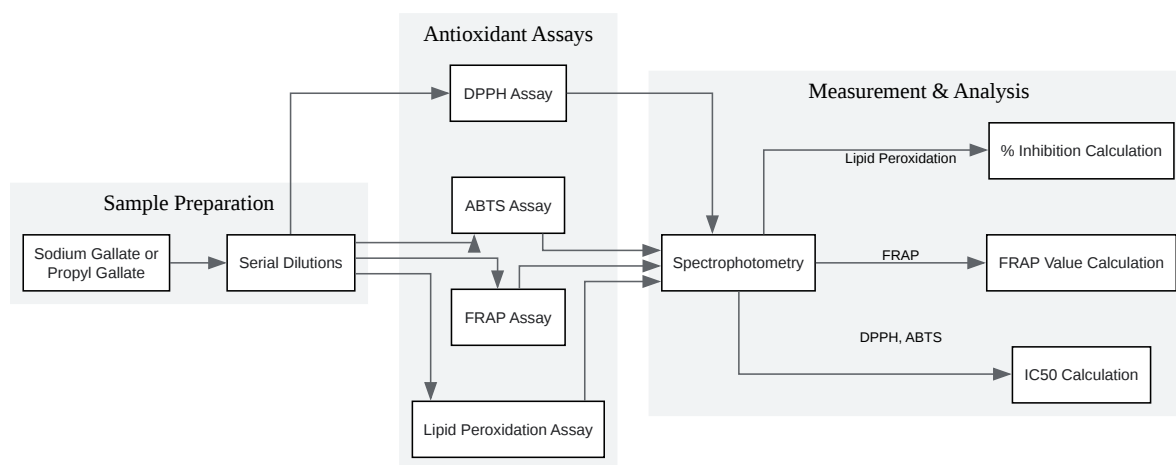 Antioxidant Assays
DPPH Assay
Measurement & Analysis
Lipid Peroxidation
% Inhibition Calculation
Sample Preparation
ABTS Assay
Sodium Gallate or
Propyl Gallate
Serial Dilutions
Spectrophotometry
FRAP
FRAP Value Calculation
FRAP Assay
DPPH, ABTS
IC50 Calculation
Lipid Peroxidation Assay